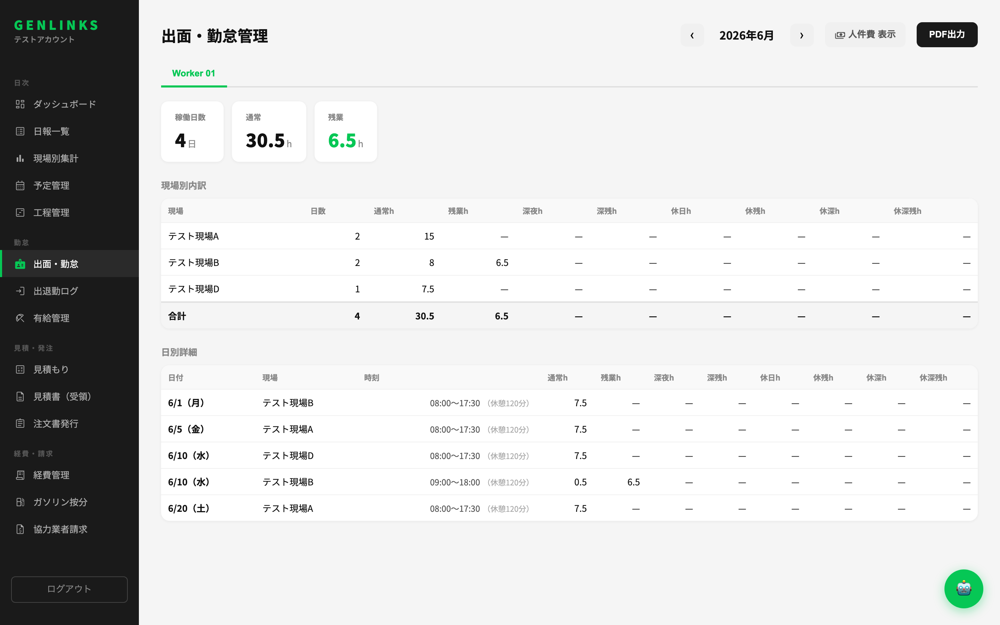 GENLINKS
テストアカウント
日次
ダッシュボード
日報一覧
現場別集計
予定管理
工程管理
勤怠
出面・勤怠
出退勤ログ
有給管理
見積・発注
見積もり
見積書（受領）
注文書発行
経費・請求
経費管理
ガソリン按分
協力業者請求
ログアウト
出面・勤怠管理
‹ 2026年6月 › 人件費 表示 PDF出力
Worker 01
稼働日数 通常 残業
4日 30.5h 6.5h
現場別内訳
現場 日数 通常h 残業h 深夜h 深残h 休日h 休残h 休深h 休深残h
テスト現場A 2 15 — — — — — — —
テスト現場B 2 8 6.5 — — — — — —
テスト現場D 1 7.5 — — — — — — —
合計 4 30.5 6.5 — — — — — —
日別詳細
日付 現場 時刻 通常h 残業h 深夜h 深残h 休日h 休残h 休深h 休深残h
6/1（月） テスト現場B 08:00〜17:30 （休憩120分） 7.5 — — — — — — —
6/5（金） テスト現場A 08:00〜17:30 （休憩120分） 7.5 — — — — — — —
6/10（水） テスト現場D 08:00〜17:30 （休憩120分） 7.5 — — — — — — —
6/10（水） テスト現場B 09:00〜18:00 （休憩120分） 0.5 6.5 — — — — — —
6/20（土） テスト現場A 08:00〜17:30 （休憩120分） 7.5 — — — — — — —